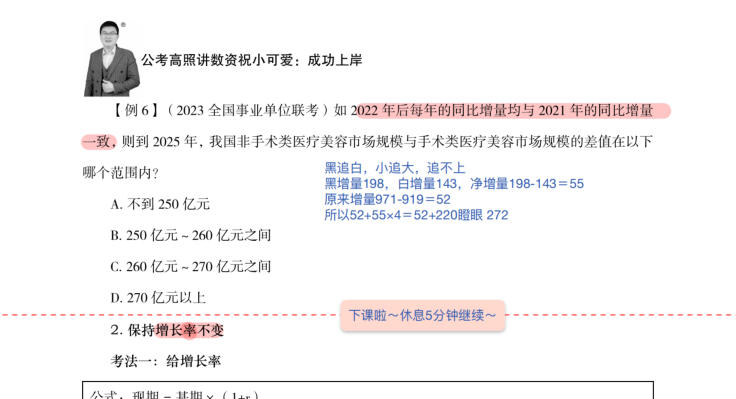 公考高照讲数资祝小可爱：成功上岸
【例 6】（2023 全国事业单位联考）如 2022 年后每年的同比增量均与 2021 年的同比增量
一致，则到 2025 年，我国非手术类医疗美容市场规模与手术类医疗美容市场规模的差值在以下
哪个范围内？
黑追白，小追大，追不上
黑增量198，白增量143，净增量198-143＝55
原来增量971-919＝52
所以52+55×4＝52+220瞪眼 272
A. 不到 250 亿元
B. 250 亿元 ~ 260 亿元之间
C. 260 亿元 ~ 270 亿元之间
D. 270 亿元以上
下课啦～休息5分钟继续～
2. 保持增长率不变
考法一：给增长率
公式：现期 = 基期 ×（1+r）